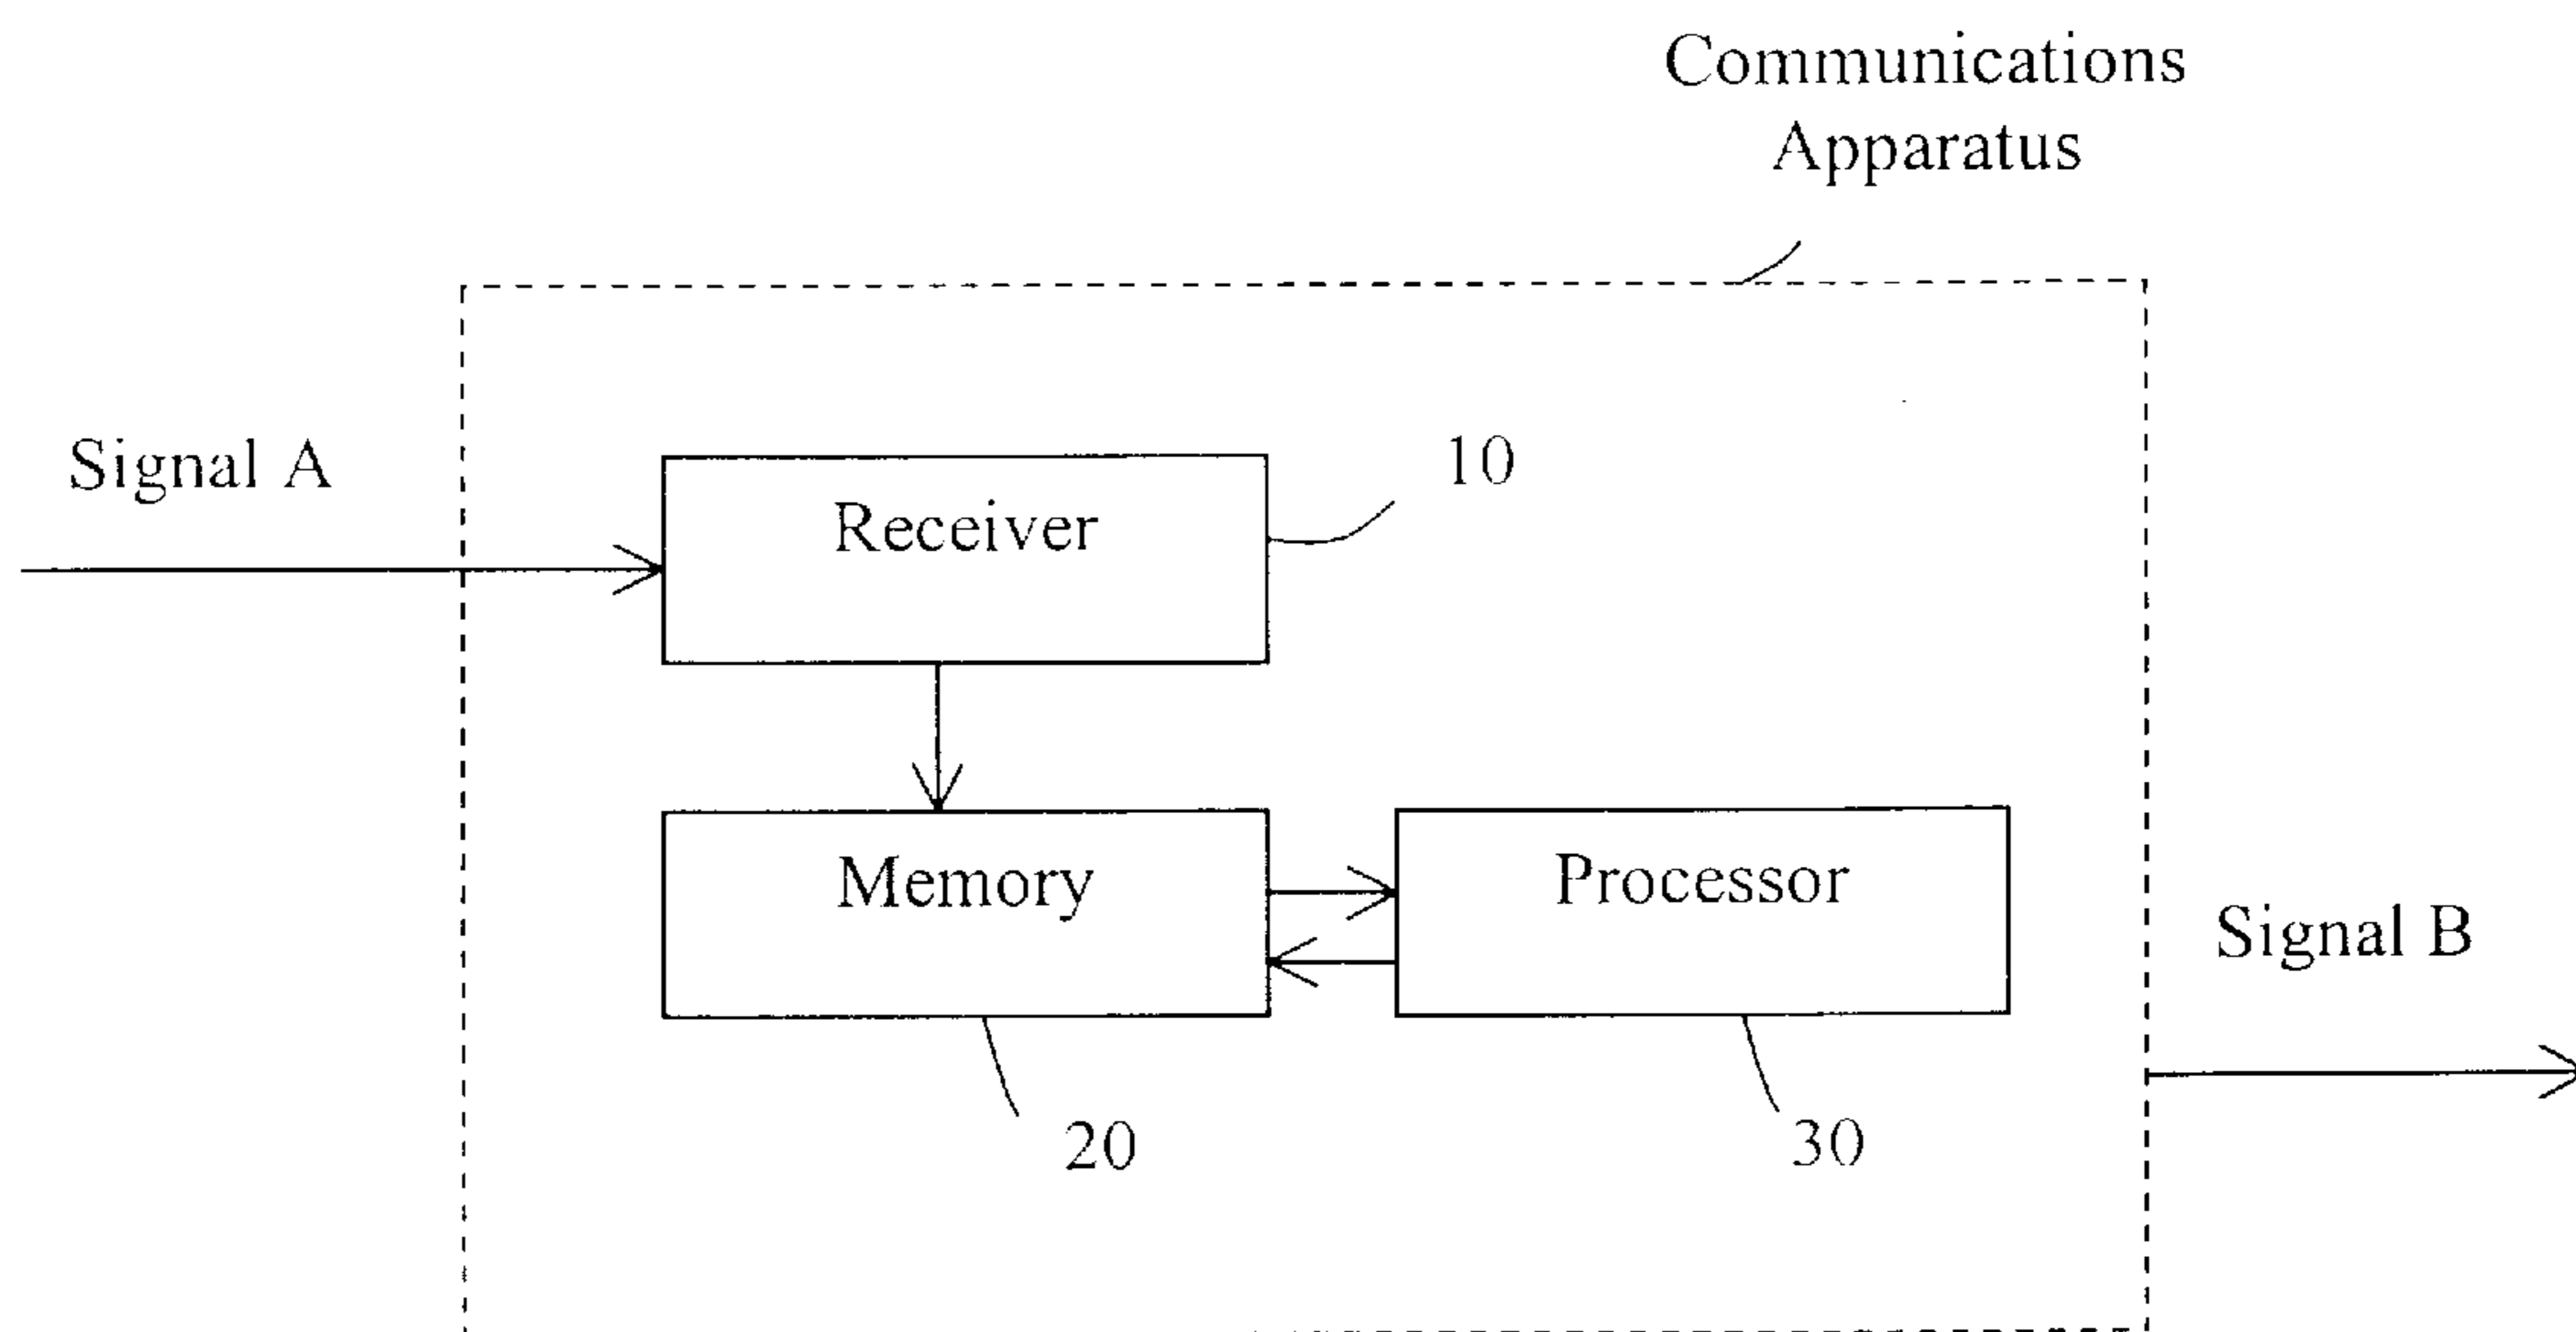 Communications
Apparatus
Signal A
10
Receiver
Memory
Processor
Signal B
20
30